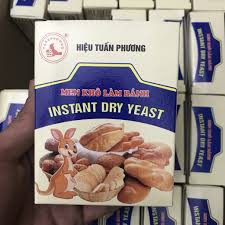 HIỆU TUẤN PHƯƠNG
MEN KHÔ LÀM BÁNH
INSTANT DRY YEAST
INSTANT DRY YEAST